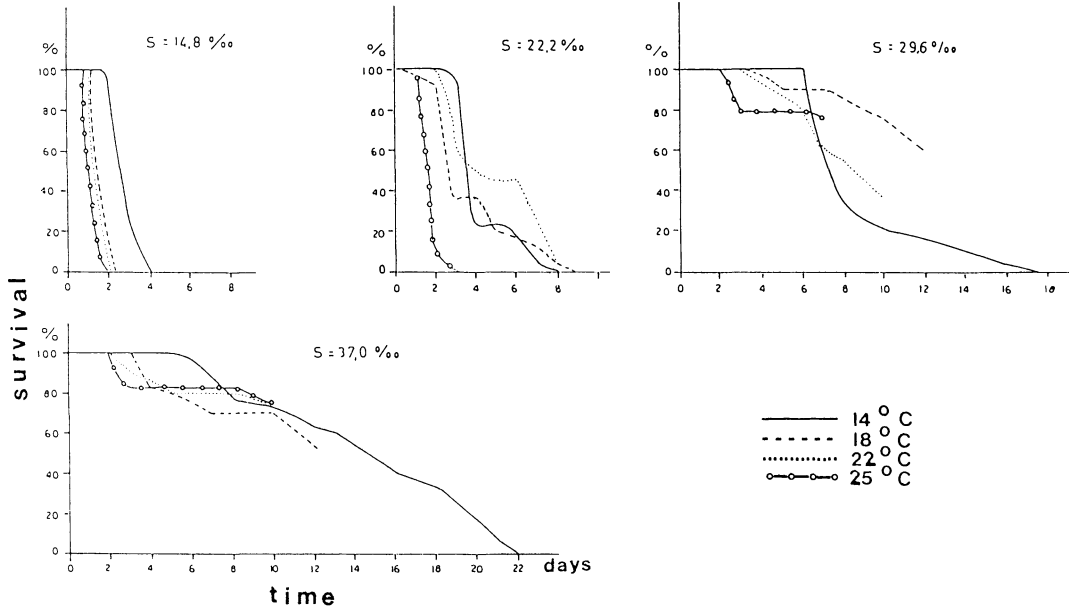 S = 14,8 ‰
%
100
80
60
40
20
0
0 2 4 6 8
S = 22,2 ‰
%
100
80
60
40
20
0
0 2 4 6 8
S = 29,6 ‰
%
100
80
60
40
20
0
0 2 4 6 8 10 12 14 16 18
survival
S = 37,0 ‰
%
100
80
60
40
20
0
0 2 4 6 8 10 12 14 16 18 20 22 days
time
14 °C
18 °C
22 °C
25 °C